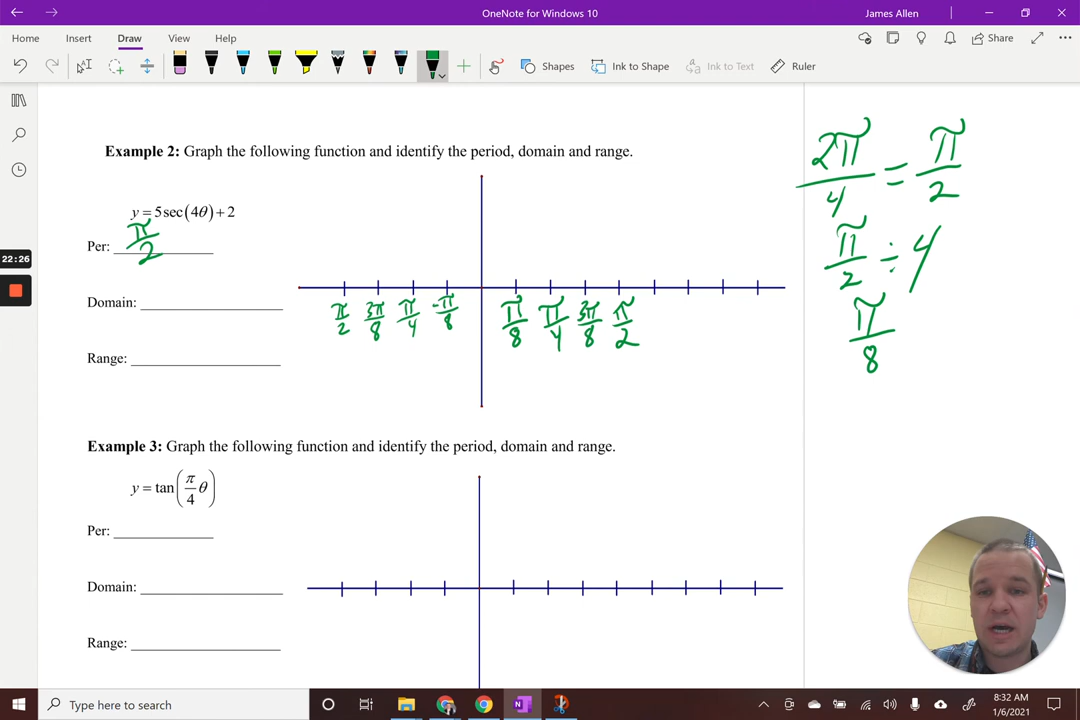 OneNote for Windows 10
James Allen
Home Insert Draw View Help
Share
Shapes Ink to Shape Ink to Text Ruler
Example 2: Graph the following function and identify the period, domain and range.
y = 5sec(4θ) + 2
Per: π/2
Domain:
Range:
π/2 3π/8 π/4 -π/8 π/8 π/4 3π/8 π/2
2π/4 = π/2
π/2 ÷ 4
π/8
22:26
Example 3: Graph the following function and identify the period, domain and range.
y = tan(π/4 θ)
Per:
Domain:
Range:
Type here to search
8:32 AM
1/6/2021